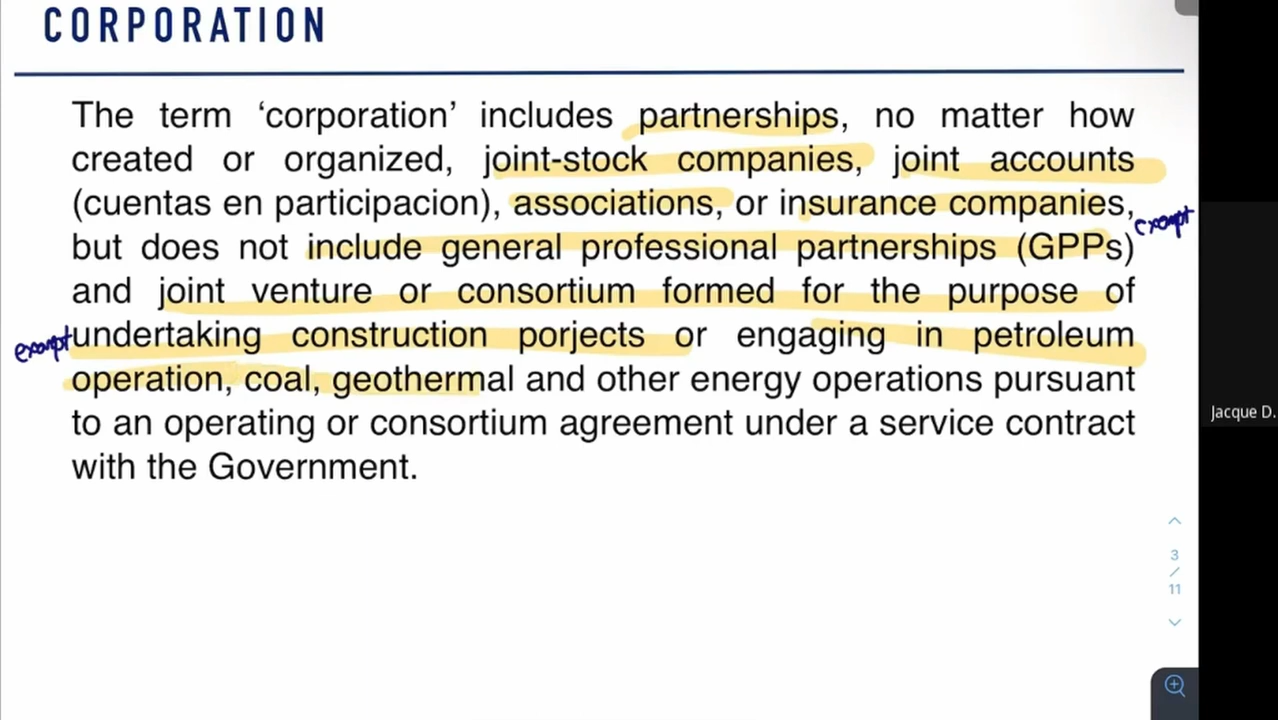 CORPORATION
The term ‘corporation’ includes partnerships, no matter how
created or organized, joint-stock companies, joint accounts
(cuentas en participacion), associations, or insurance companies,
exempt
but does not include general professional partnerships (GPPs)
and joint venture or consortium formed for the purpose of
exempt
undertaking construction porjects or engaging in petroleum
operation, coal, geothermal and other energy operations pursuant
to an operating or consortium agreement under a service contract
with the Government.
Jacque D.
3
/
11